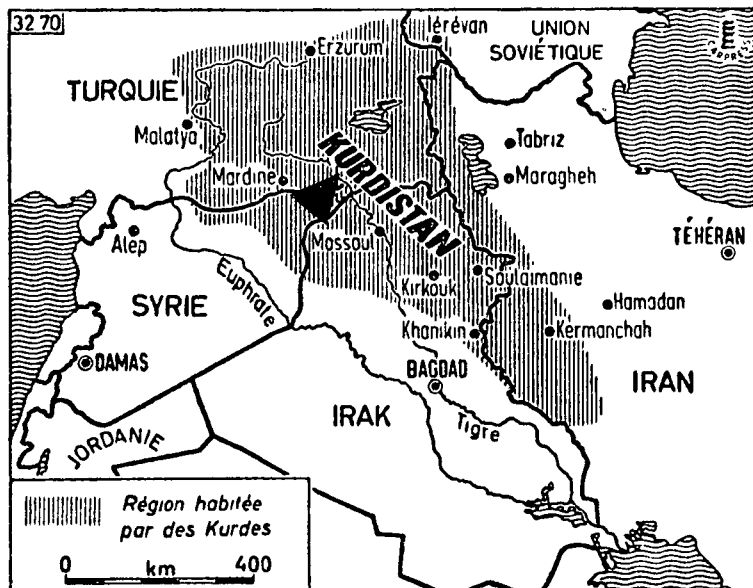 32 70
TURQUIE
Erzurum
Iérévan
UNION
SOVIÉTIQUE
Malatya
Mardine
KURDISTAN
Tabriz
Maragheh
TÉHÉRAN
Alep
Mossoul
Kirkouk
Soulaimanie
Hamadan
SYRIE
Euphrate
Khanikin
Kermanchah
DAMAS
BAGDAD
IRAN
IRAK
Tigre
JORDANIE
Région habitée
par des Kurdes
0 km 400